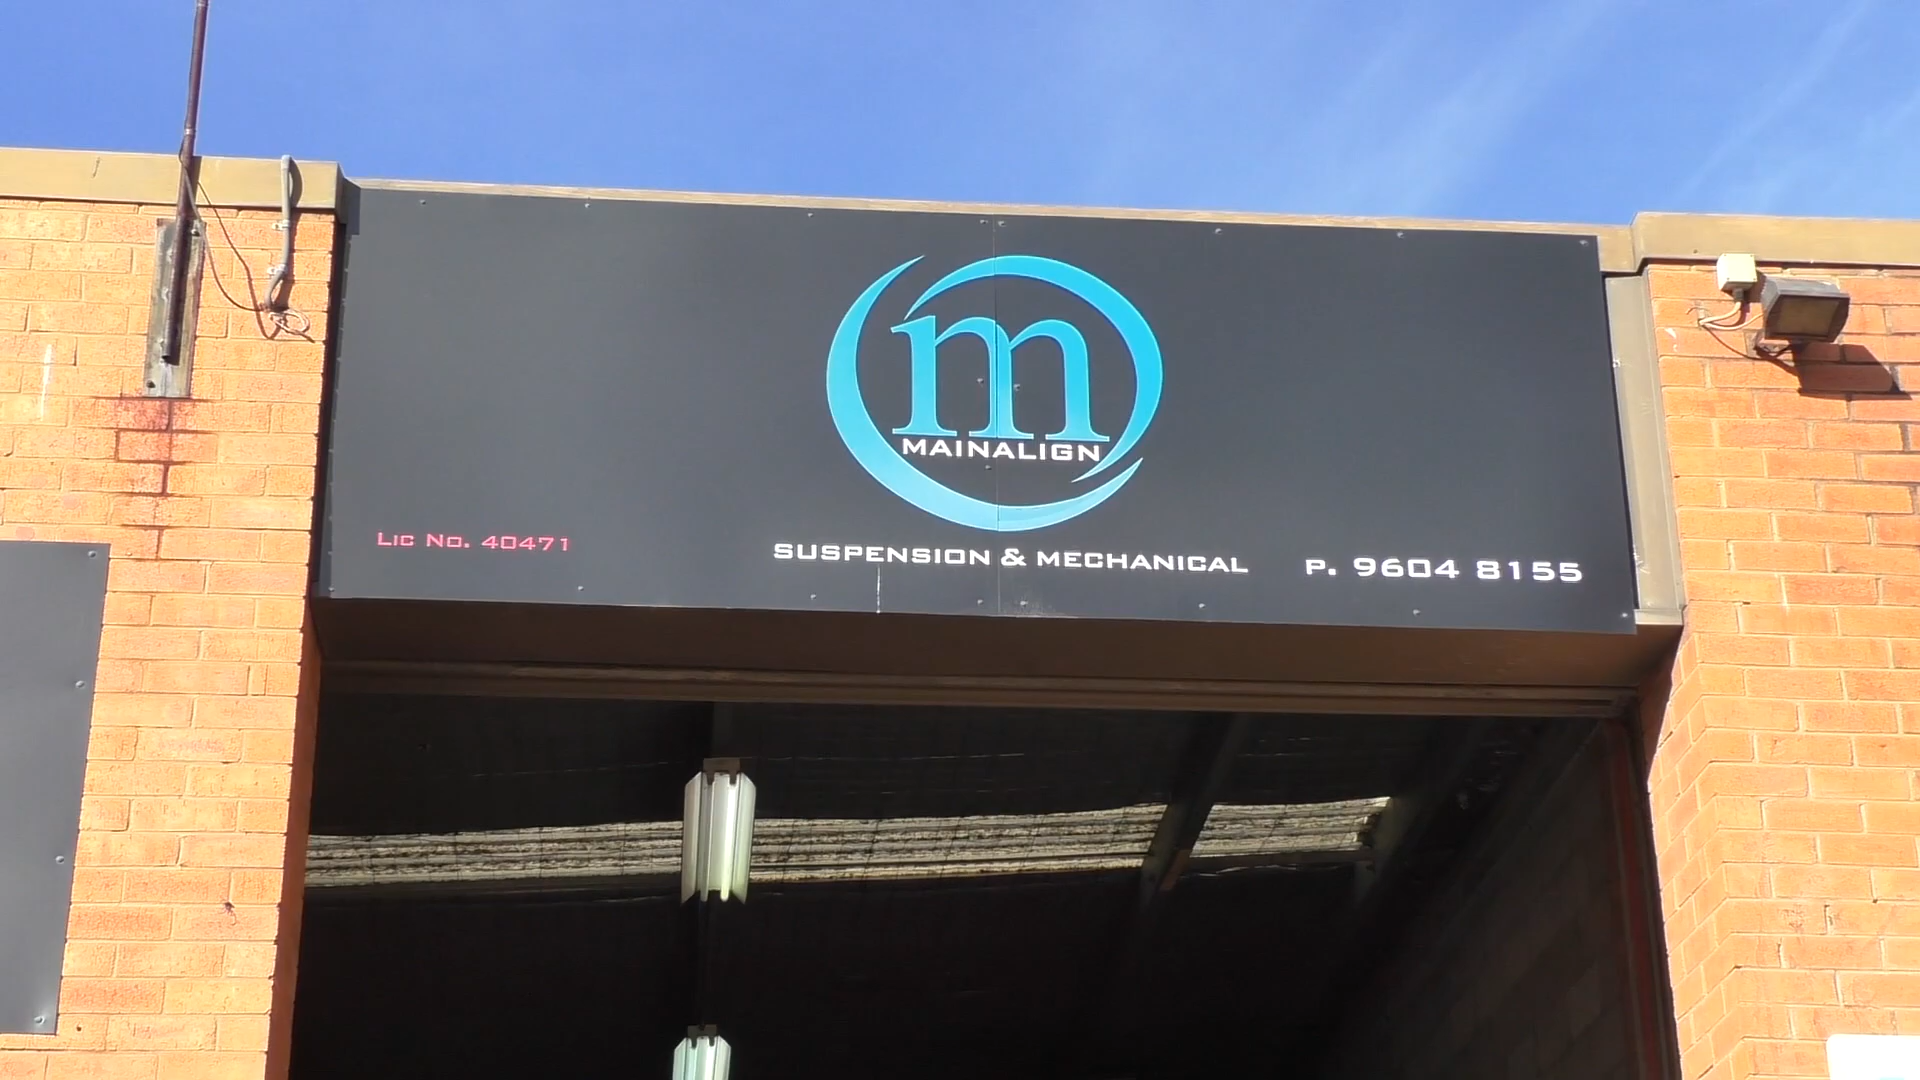 m
MAINALIGN
Lic No. 40471
SUSPENSION & MECHANICAL
P. 9604 8155